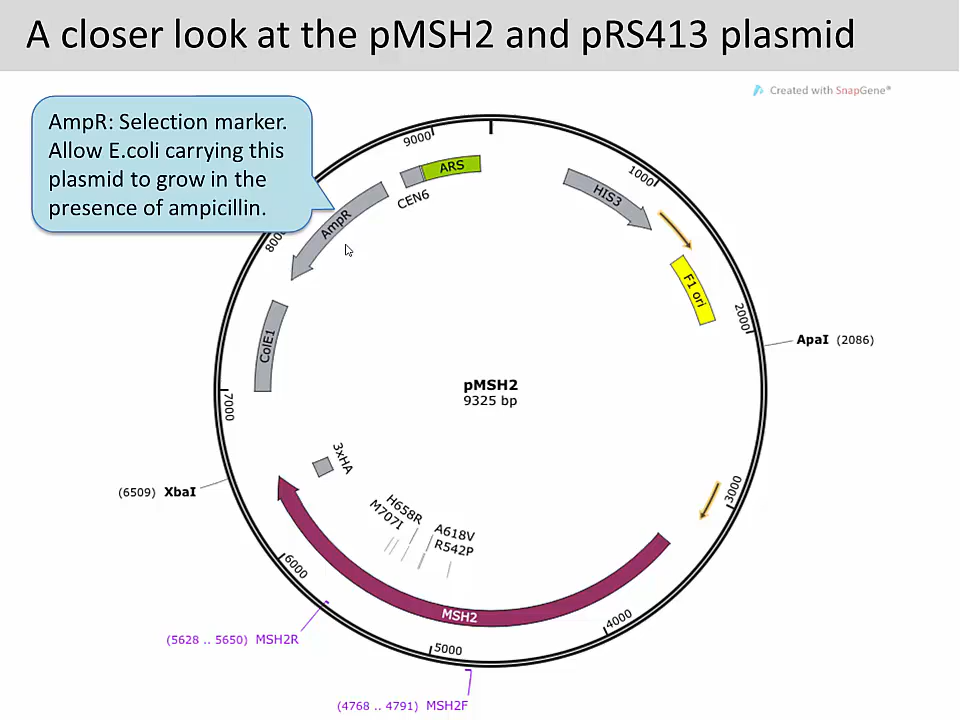 A closer look at the pMSH2 and pRS413 plasmid
Created with SnapGene®
AmpR: Selection marker.
Allow E.coli carrying this
plasmid to grow in the
presence of ampicillin.
9000
ARS
CEN6
HIS3
1000
AmpR
F1 ori
2000
ApaI (2086)
ColE1
pMSH2
9325 bp
7000
3xHA
(6509) XbaI
3000
H658R
M707I
A618V
R542P
6000
MSH2
4000
(5628 .. 5650) MSH2R
5000
(4768 .. 4791) MSH2F